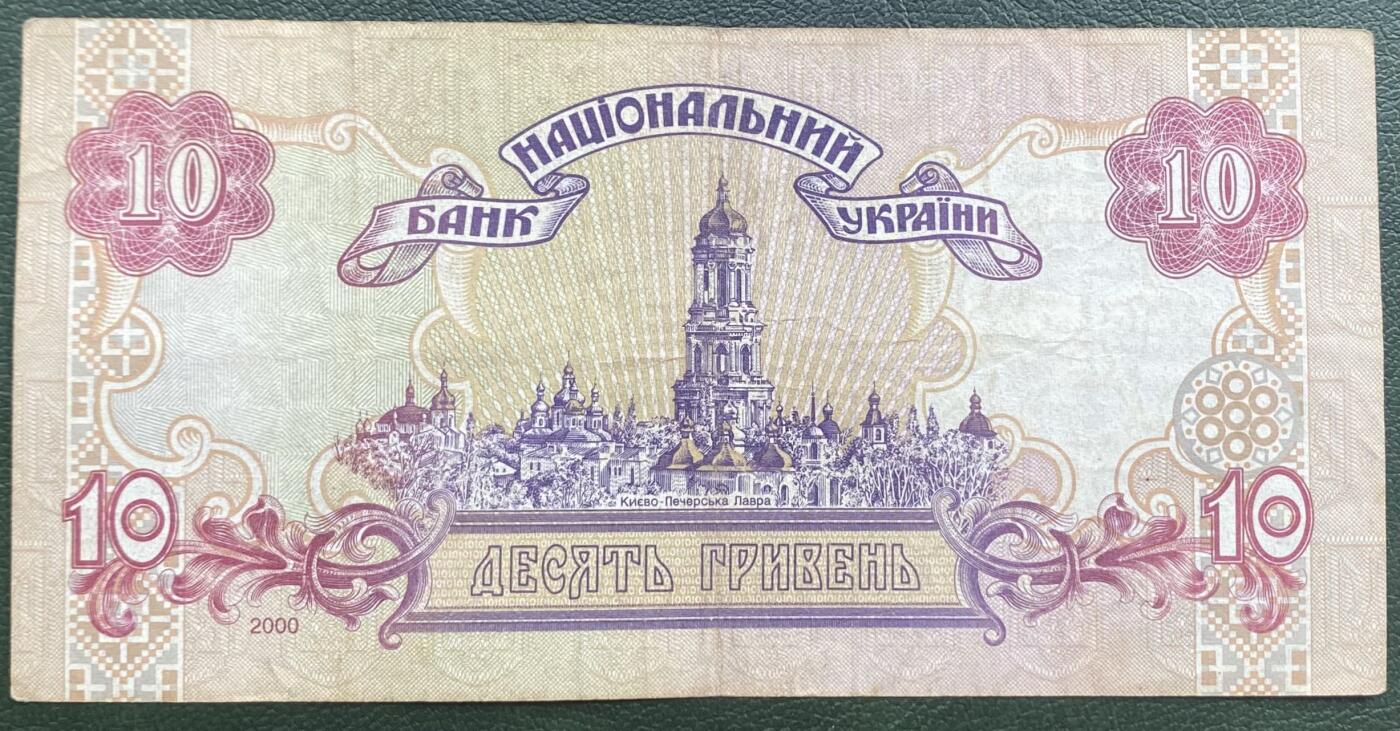 НАЦІОНАЛЬНИЙ
БАНК УКРАЇНИ
10 10
Києво-Печерська Лавра
10 10
ДЕСЯТЬ ГРИВЕНЬ
2000